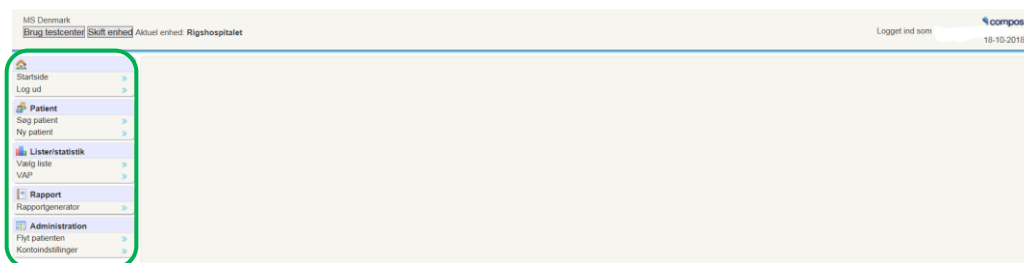 MS Denmark
Brug testcenter Skift enhed Aktuel enhed: Rigshospitalet
Logget ind som
compos
18-10-2018
Startside
Log ud
Patient
Søg patient
Ny patient
Lister/statistik
Vælg liste
VAP
Rapport
Rapportgenerator
Administration
Flyt patienten
Kontoindstillinger